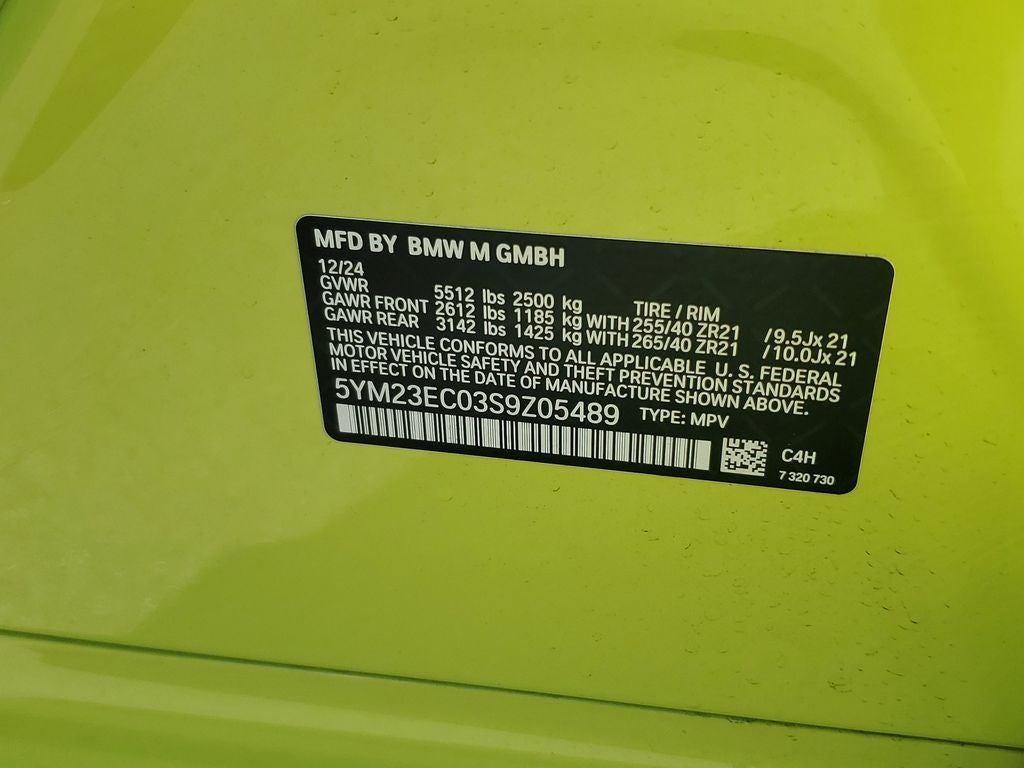 MFD BY BMW M GMBH
12/24
GVWR 5512 lbs 2500 kg TIRE / RIM
GAWR FRONT 2612 lbs 1185 kg WITH 255/40 ZR21 /9.5Jx 21
GAWR REAR 3142 lbs 1425 kg WITH 265/40 ZR21 /10.0Jx 21
THIS VEHICLE CONFORMS TO ALL APPLICABLE U. S. FEDERAL
MOTOR VEHICLE SAFETY AND THEFT PREVENTION STANDARDS
IN EFFECT ON THE DATE OF MANUFACTURE SHOWN ABOVE.
5YM23EC03S9Z05489 TYPE: MPV
C4H
7 320 730